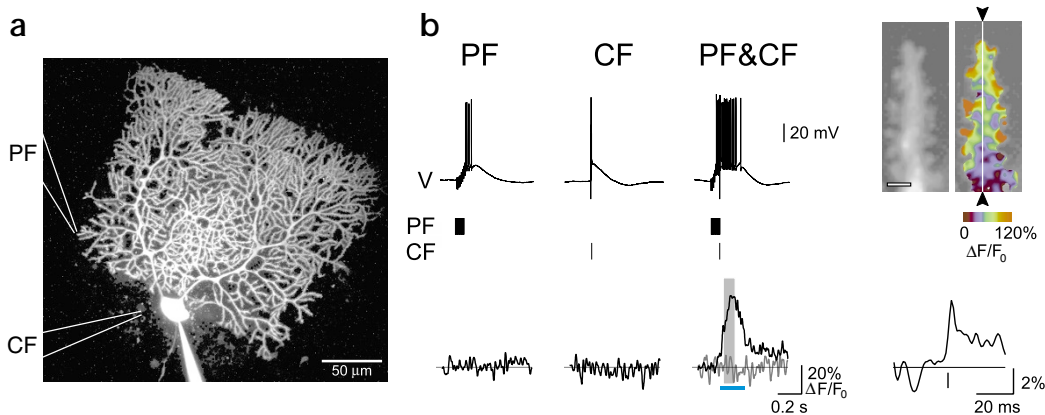 a
b
PF
CF
50 μm
PF
CF
PF&CF
V
20 mV
PF
CF
20%
ΔF/F0
0.2 s
0
120%
ΔF/F0
2%
20 ms